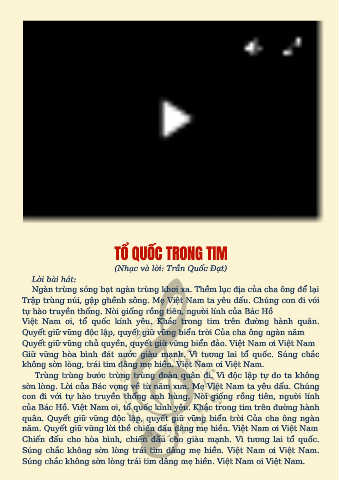 TỔ QUỐC TRONG TIM
(Nhạc và lời: Trần Quốc Đạt)
Lời bài hát:
Ngàn trùng sóng bạt ngàn trùng khơi xa. Thềm lục địa của cha ông để lại
Trập trùng núi, gập ghềnh sông. Mẹ Việt Nam ta yêu dấu. Chúng con đi với
tự hào truyền thống. Nòi giống rồng tiên, người lính của Bác Hồ
Việt Nam ơi, tổ quốc kính yêu. Khắc trong tim trên đường hành quân.
Quyết giữ vững độc lập, quyết giữ vững biển trời Của cha ông ngàn năm
Quyết giữ vững chủ quyền, quyết giữ vững biển đảo. Việt Nam ơi Việt Nam
Giữ vững hòa bình đất nước giàu mạnh. Vì tương lai tổ quốc. Súng chắc
không sờn lòng, trái tim dâng mẹ hiền. Việt Nam ơi Việt Nam.
Trùng trùng bước trùng trùng đoàn quân đi. Vì độc lập tự do ta không
sờn lòng. Lời của Bác vọng về từ năm xưa. Mẹ Việt Nam ta yêu dấu. Chúng
con đi với tự hào truyền thống anh hùng. Nòi giống rồng tiên, người lính
của Bác Hồ. Việt Nam ơi, tổ quốc kính yêu. Khắc trong tim trên đường hành
quân. Quyết giữ vững độc lập, quyết giữ vững biển trời Của cha ông ngàn
năm. Quyết giữ vững lời thề chiến đấu dâng mẹ hiền. Việt Nam ơi Việt Nam
Chiến đấu cho hòa bình, chiến đấu cho giàu mạnh. Vì tương lai tổ quốc.
Súng chắc không sờn lòng trái tim dâng mẹ hiền. Việt Nam ơi Việt Nam.
Súng chắc không sờn lòng trái tim dâng mẹ hiền. Việt Nam ơi Việt Nam.